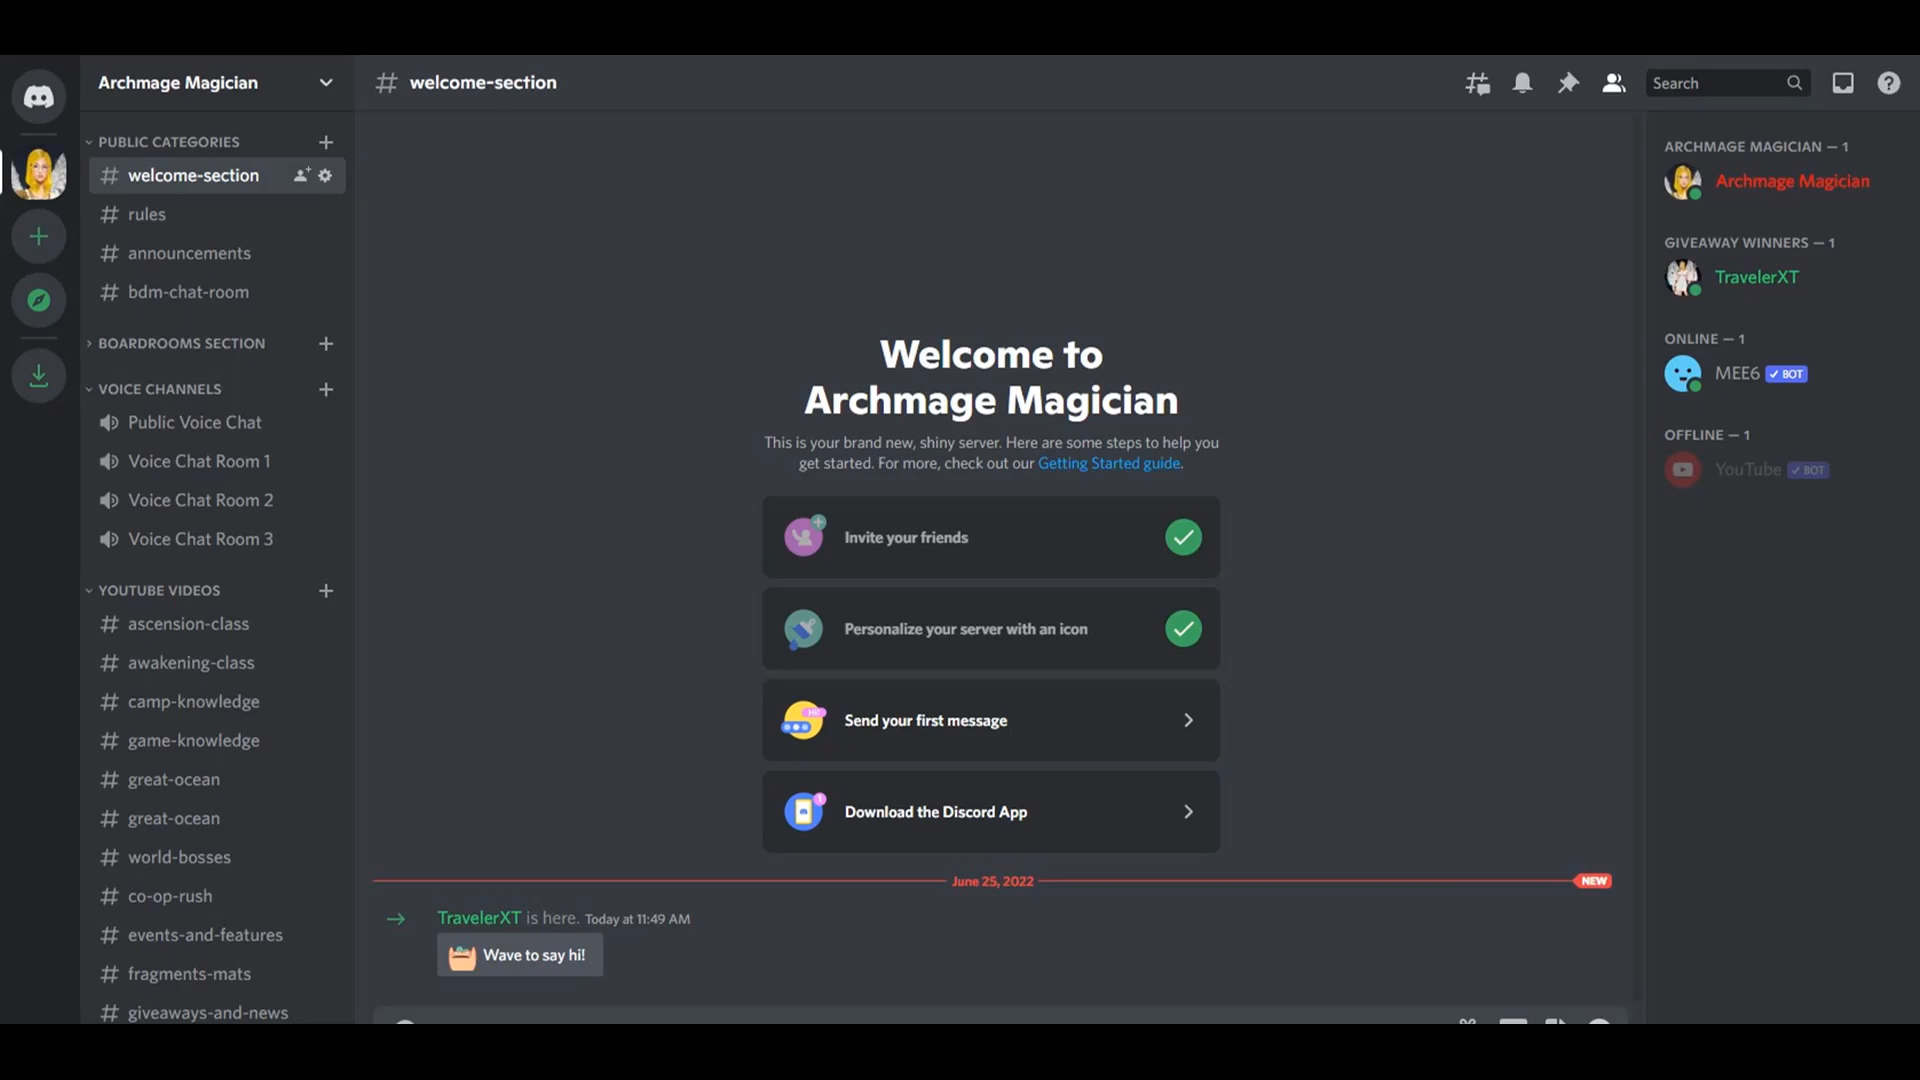 Archmage Magician
PUBLIC CATEGORIES
welcome-section
rules
announcements
bdm-chat-room
BOARDROOMS SECTION
VOICE CHANNELS
Public Voice Chat
Voice Chat Room 1
Voice Chat Room 2
Voice Chat Room 3
YOUTUBE VIDEOS
ascension-class
awakening-class
camp-knowledge
game-knowledge
great-ocean
great-ocean
world-bosses
co-op-rush
events-and-features
fragments-mats
giveaways-and-news
# welcome-section
Search
Welcome to
Archmage Magician
This is your brand new, shiny server. Here are some steps to help you
get started. For more, check out our Getting Started guide.
Invite your friends
Personalize your server with an icon
Send your first message
Download the Discord App
June 25, 2022
NEW
TravelerXT is here. Today at 11:49 AM
Wave to say hi!
ARCHMAGE MAGICIAN — 1
Archmage Magician
GIVEAWAY WINNERS — 1
TravelerXT
ONLINE — 1
MEE6 ✓ BOT
OFFLINE — 1
YouTube ✓ BOT